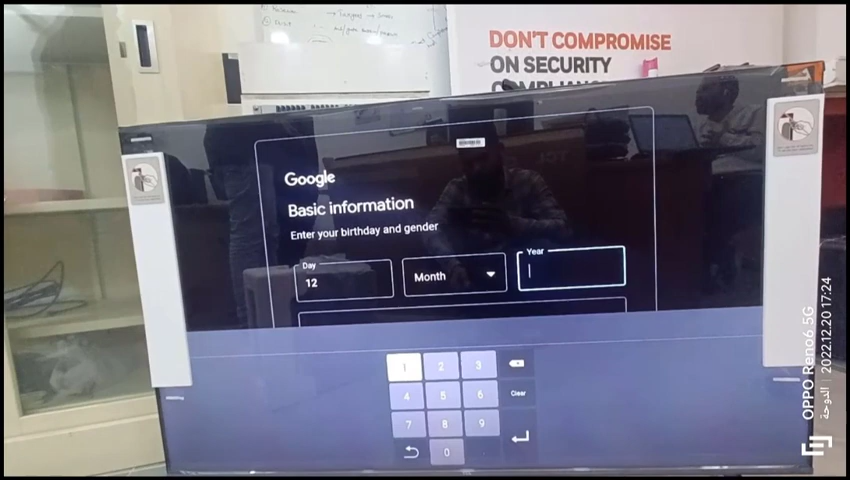 DON'T COMPROMISE
ON SECURITY
Google
Basic information
Enter your birthday and gender
Day
12
Month
Year
1 2 3
4 5 6 Clear
7 8 9
0
OPPO Reno6 5G
الدوحة | 2022.12.20 17:24